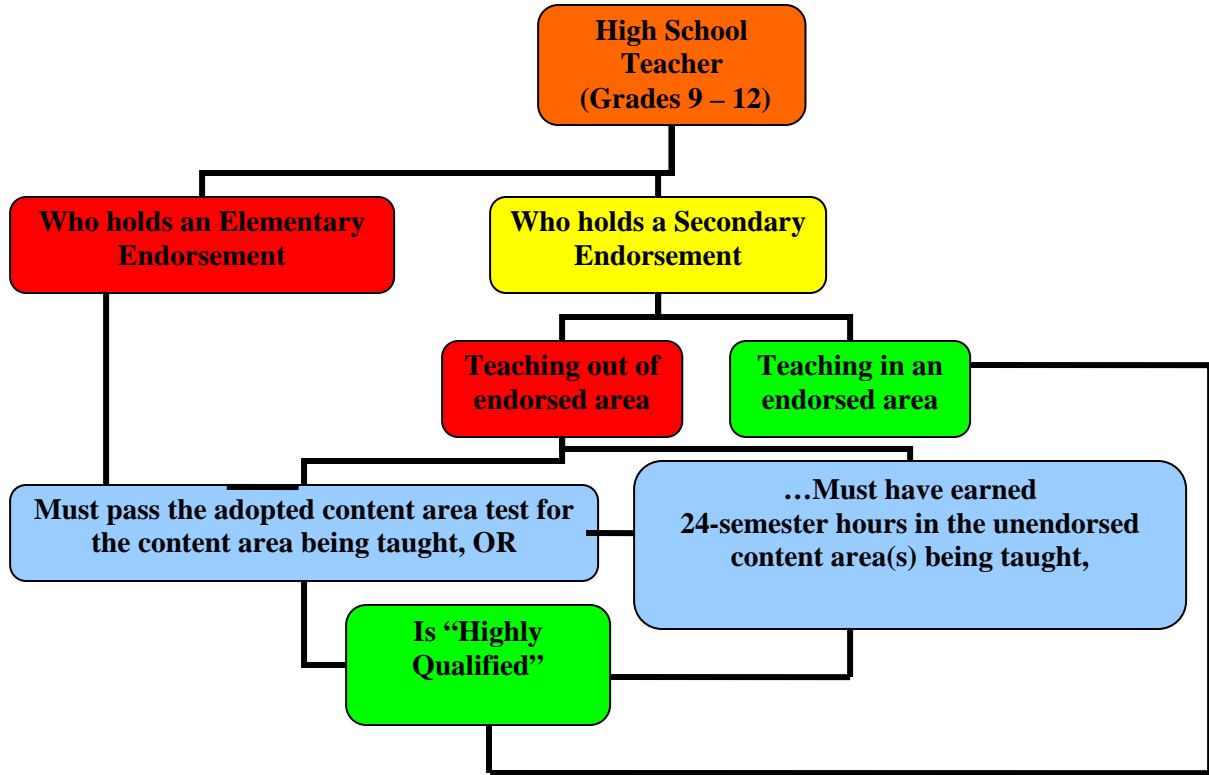 High School
Teacher
(Grades 9 – 12)
Who holds an Elementary
Endorsement
Who holds a Secondary
Endorsement
Teaching out of
endorsed area
Teaching in an
endorsed area
Must pass the adopted content area test for
the content area being taught, OR
…Must have earned
24-semester hours in the unendorsed
content area(s) being taught,
Is “Highly
Qualified”